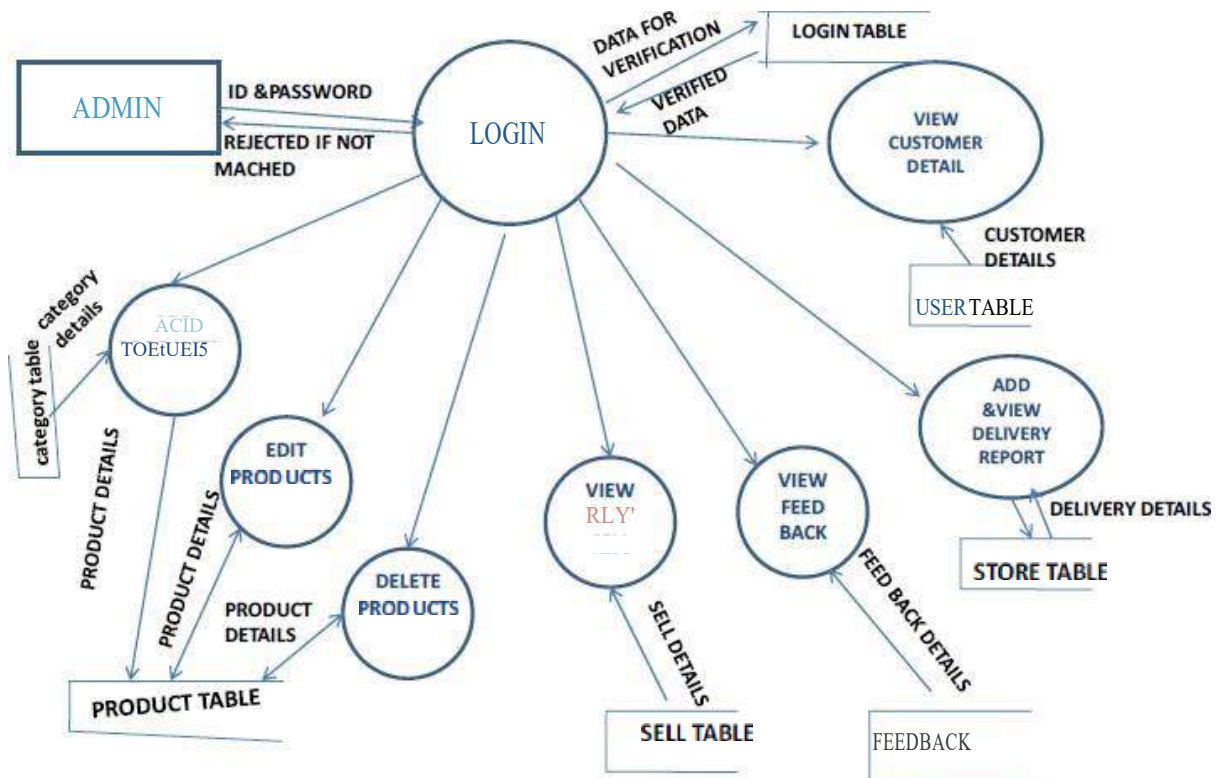 ADMIN
ID &PASSWORD
REJECTED IF NOT
MACHED
LOGIN
DATA FOR
VERIFICATION
VERIFIED
DATA
LOGIN TABLE
VIEW
CUSTOMER
DETAIL
CUSTOMER
DETAILS
USER TABLE
category table
category
details
ACID
TOEtUEI5
PRODUCT DETAILS
EDIT
PRODUCTS
PRODUCT DETAILS
DELETE
PRODUCTS
PRODUCT
DETAILS
PRODUCT TABLE
VIEW
RLY'
SELL DETAILS
SELL TABLE
VIEW
FEED
BACK
FEED BACK DETAILS
FEEDBACK
ADD
&VIEW
DELIVERY
REPORT
DELIVERY DETAILS
STORE TABLE